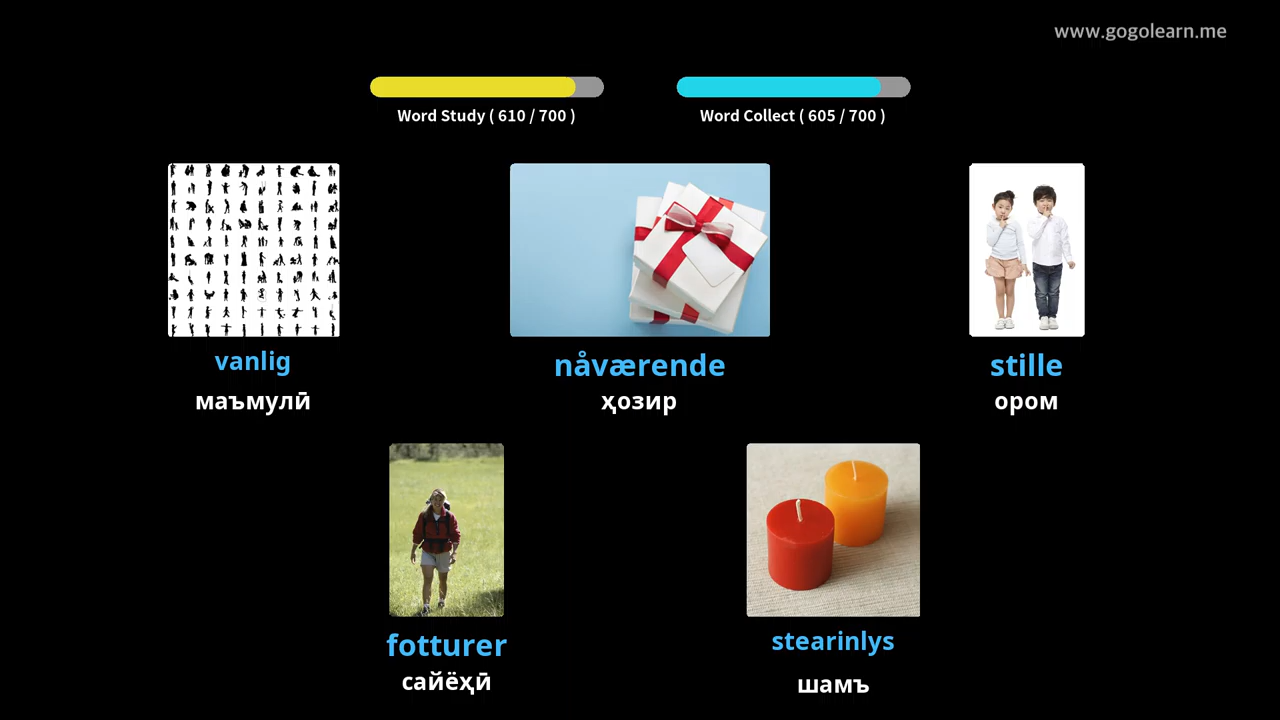 www.gogolearn.me
Word Study ( 610 / 700 )
Word Collect ( 605 / 700 )
vanlig
nåværende
stille
маъмулӣ
ҳозир
ором
fotturer
stearinlys
сайёҳӣ
шамъ